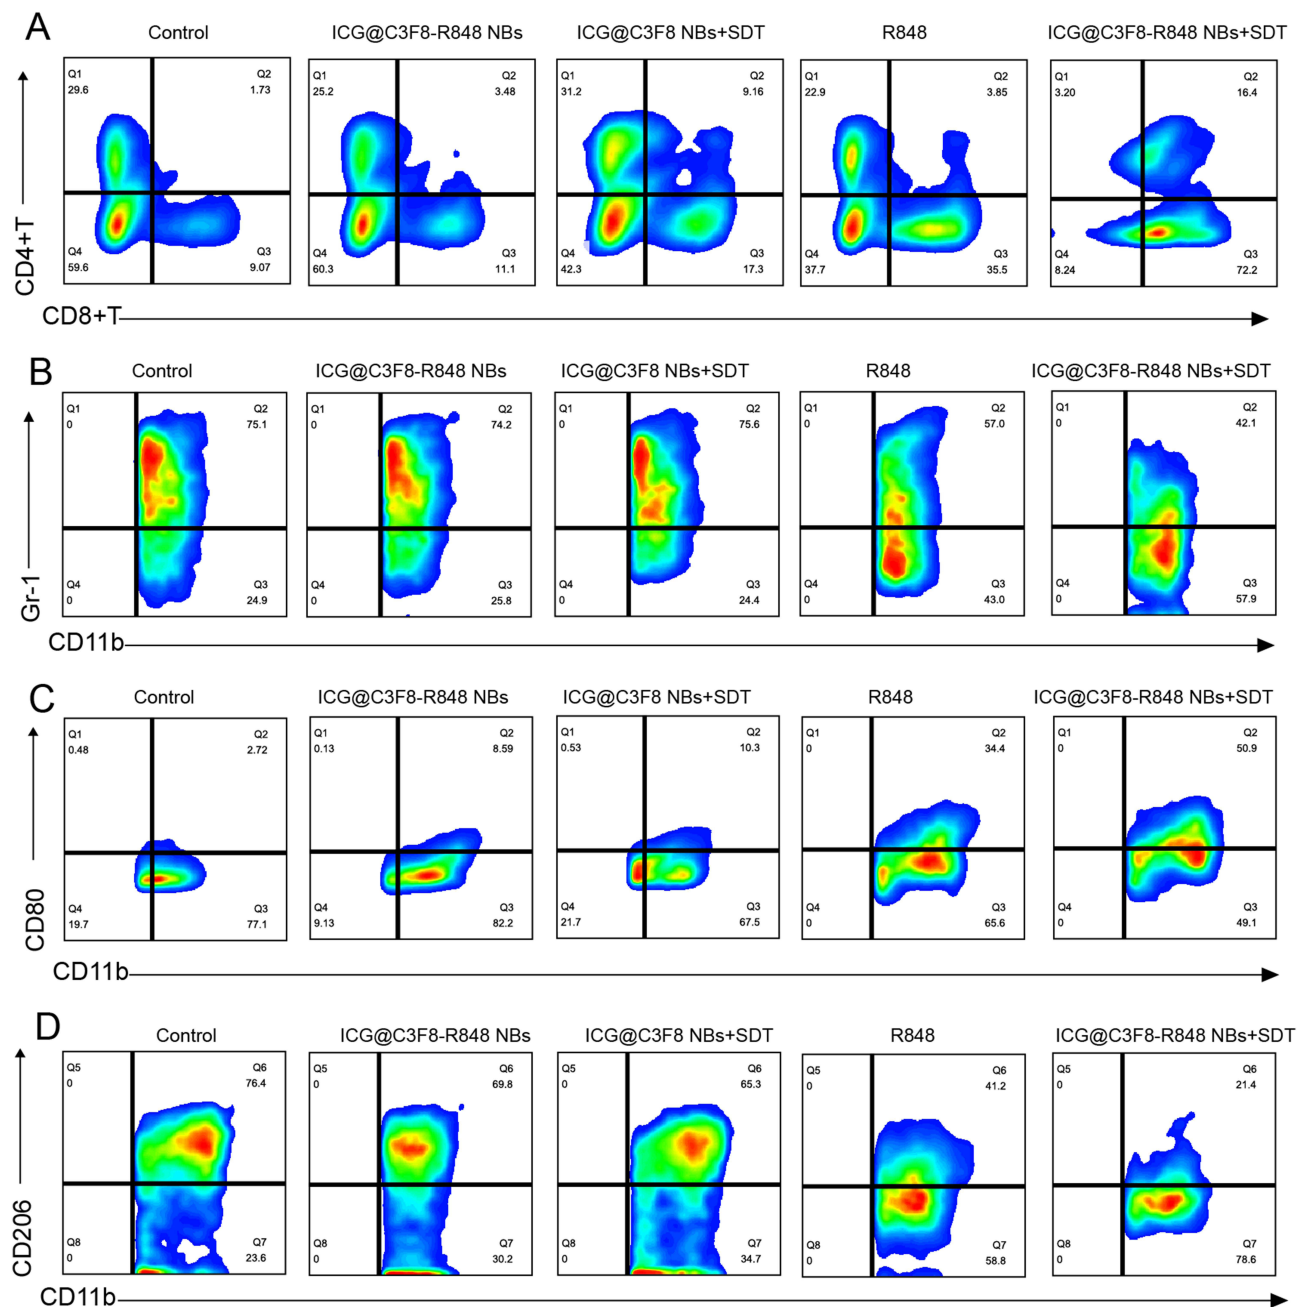 A
Control ICG@C3F8-R848 NBs ICG@C3F8 NBs+SDT R848 ICG@C3F8-R848 NBs+SDT
Q1 Q2 Q1 Q2 Q1 Q2 Q1 Q2 Q1 Q2
29.6 1.73 25.2 3.48 31.2 9.16 22.9 3.85 3.20 16.4
CD4+T
Q4 Q3 Q4 Q3 Q4 Q3 Q4 Q3 Q4 Q3
59.6 9.07 60.3 11.1 42.3 17.3 37.7 35.5 8.24 72.2
CD8+T
B
Control ICG@C3F8-R848 NBs ICG@C3F8 NBs+SDT R848 ICG@C3F8-R848 NBs+SDT
Q1 Q2 Q1 Q2 Q1 Q2 Q1 Q2 Q1 Q2
0 75.1 0 74.2 0 75.6 0 57.0 0 42.1
Gr-1
Q4 Q3 Q4 Q3 Q4 Q3 Q4 Q3 Q4 Q3
0 24.9 0 25.8 0 24.4 0 43.0 0 57.9
CD11b
C
Control ICG@C3F8-R848 NBs ICG@C3F8 NBs+SDT R848 ICG@C3F8-R848 NBs+SDT
Q1 Q2 Q1 Q2 Q1 Q2 Q1 Q2 Q1 Q2
0.48 2.72 0.13 8.59 0.53 10.3 0 34.4 0 50.9
CD80
Q4 Q3 Q4 Q3 Q4 Q3 Q4 Q3 Q4 Q3
19.7 77.1 9.13 82.2 21.7 67.5 0 65.6 0 49.1
CD11b
D
Control ICG@C3F8-R848 NBs ICG@C3F8 NBs+SDT R848 ICG@C3F8-R848 NBs+SDT
Q5 Q6 Q5 Q6 Q5 Q6 Q5 Q6 Q5 Q6
0 76.4 0 69.8 0 65.3 0 41.2 0 21.4
CD206
Q8 Q7 Q8 Q7 Q8 Q7 Q8 Q7 Q8 Q7
0 23.6 0 30.2 0 34.7 0 58.8 0 78.6
CD11b